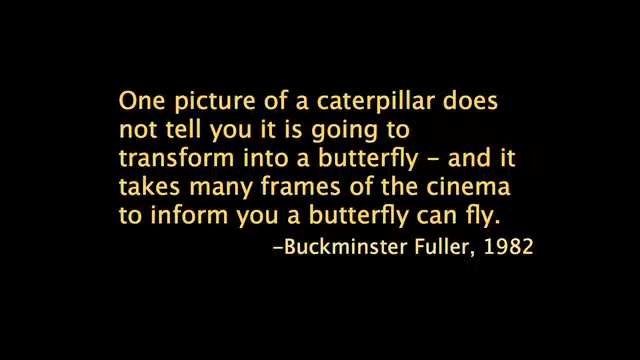 One picture of a caterpillar does
not tell you it is going to
transform into a butterfly – and it
takes many frames of the cinema
to inform you a butterfly can fly.
–Buckminster Fuller, 1982